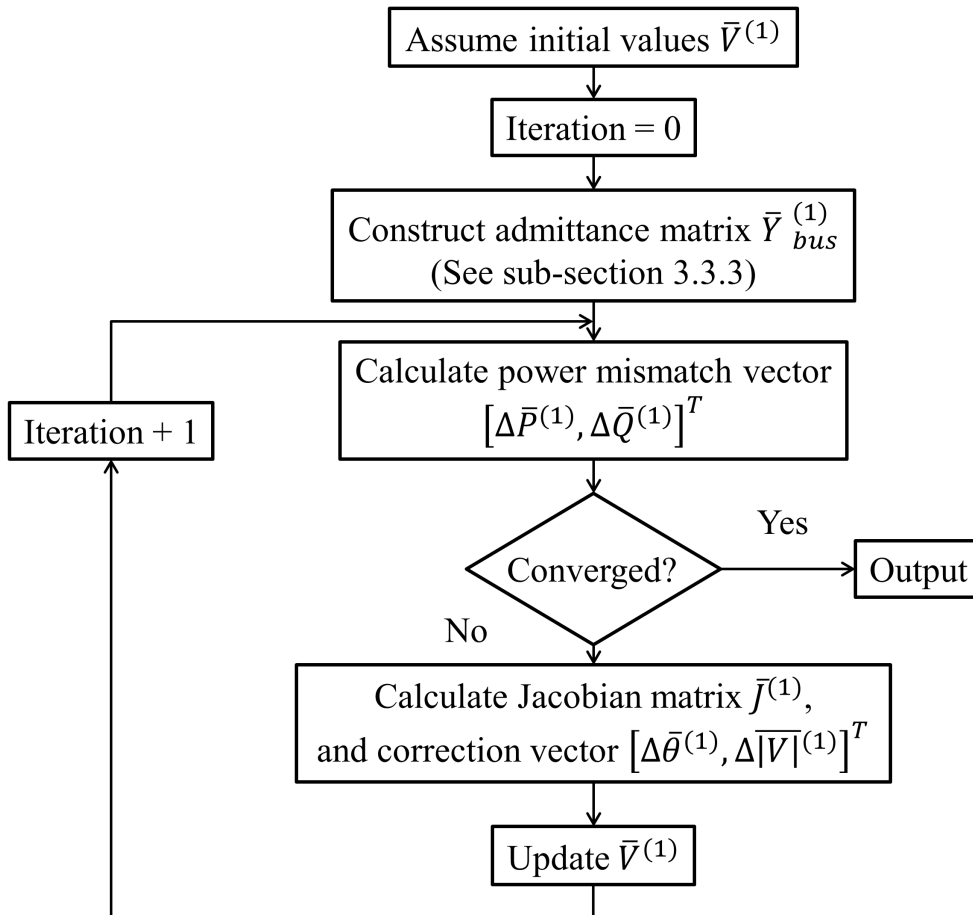 Assume initial values V̄⁽¹⁾
Iteration = 0
Construct admittance matrix Ȳ_bus⁽¹⁾
(See sub-section 3.3.3)
Calculate power mismatch vector
[ΔP̄⁽¹⁾, ΔQ̄⁽¹⁾]ᵀ
Iteration + 1
Converged?
Yes
Output
No
Calculate Jacobian matrix J̄⁽¹⁾,
and correction vector [Δθ̄⁽¹⁾, Δ|V|̅⁽¹⁾]ᵀ
Update V̄⁽¹⁾